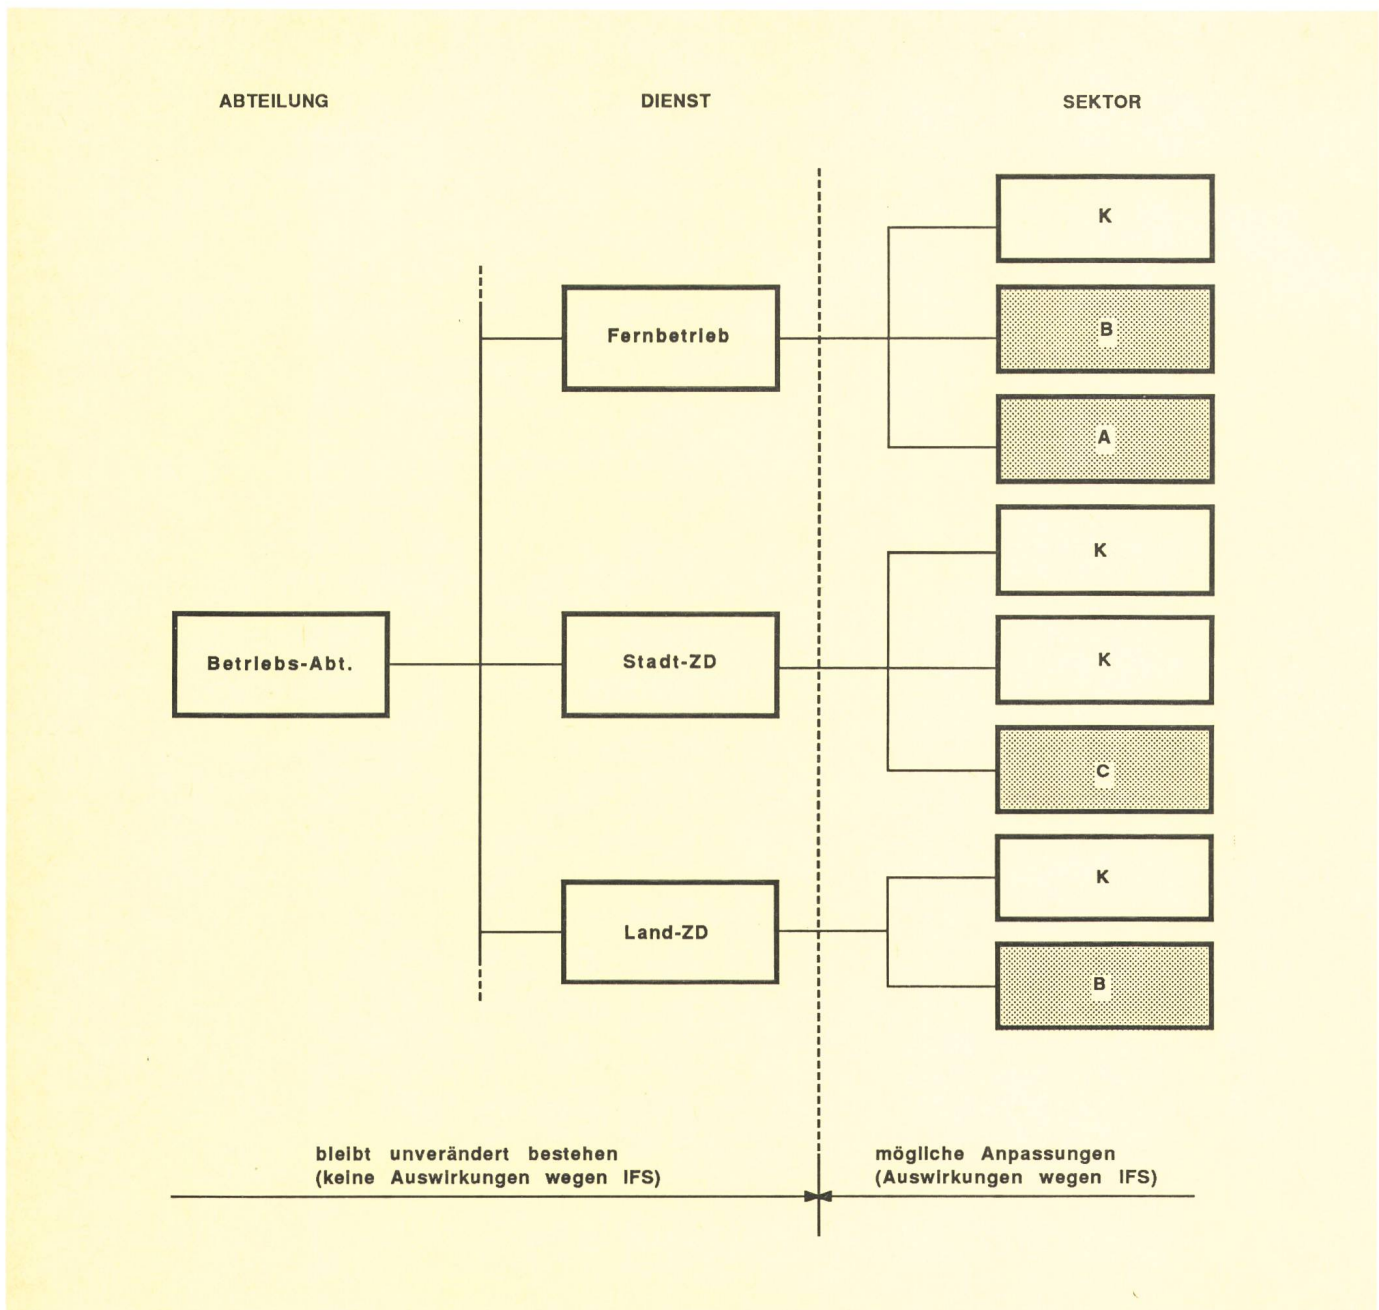 ABTEILUNG
DIENST
SEKTOR
K
Fernbetrieb
B
A
K
Betriebs-Abt.
Stadt-ZD
K
C
K
Land-ZD
B
bleibt unverändert bestehen
(keine Auswirkungen wegen IFS)
mögliche Anpassungen
(Auswirkungen wegen IFS)